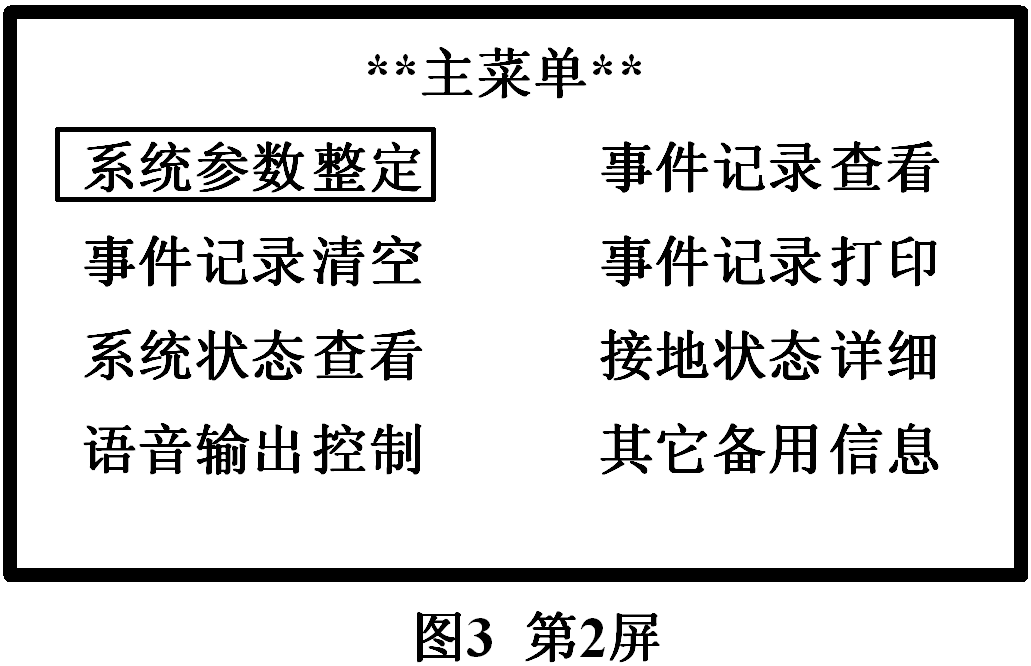 **主菜单**
系统参数整定 事件记录查看
事件记录清空 事件记录打印
系统状态查看 接地状态详细
语音输出控制 其它备用信息
图3 第2屏